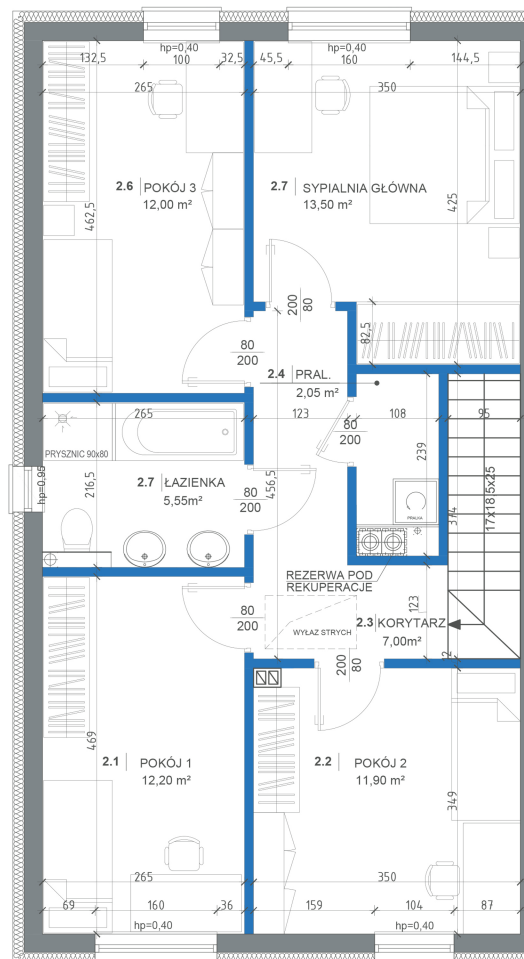 hp=0,40
hp=0,40
132,5 100 32,5 45,5 160 144,5
265 350
2.6 POKÓJ 3
12,00 m²
2.7 SYPIALNIA GŁÓWNA
13,50 m²
462,5
425
200
80
82,5
80
200
2.4 PRAL.
2,05 m²
265 123 108 95
PRYSZNIC 90x80
80
200
239
hp=0,95
216,5
2.7 ŁAZIENKA
5,55m²
80
200
456,5
374
17x18,5x25
PRALKA
REZERWA POD
REKUPERACJE
80
200
WYŁAZ STRYCH
123
2.3 KORYTARZ
7,00m²
12
200
80
469
2.1 POKÓJ 1
12,20 m²
2.2 POKÓJ 2
11,90 m²
349
265 350
69 160 36 159 104 87
hp=0,40
hp=0,40